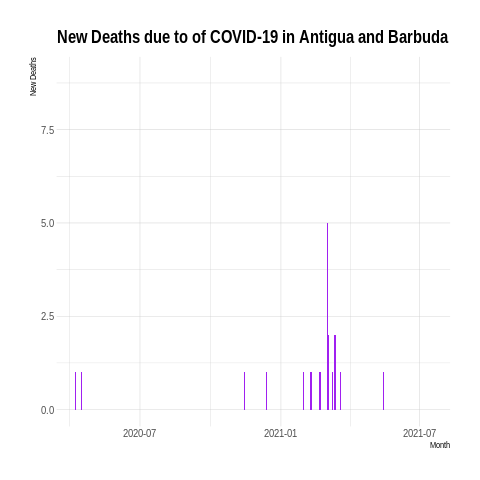 New Deaths due to of COVID-19 in Antigua and Barbuda
New Deaths
7.5
5.0
2.5
0.0
2020-07
2021-01
2021-07
Month